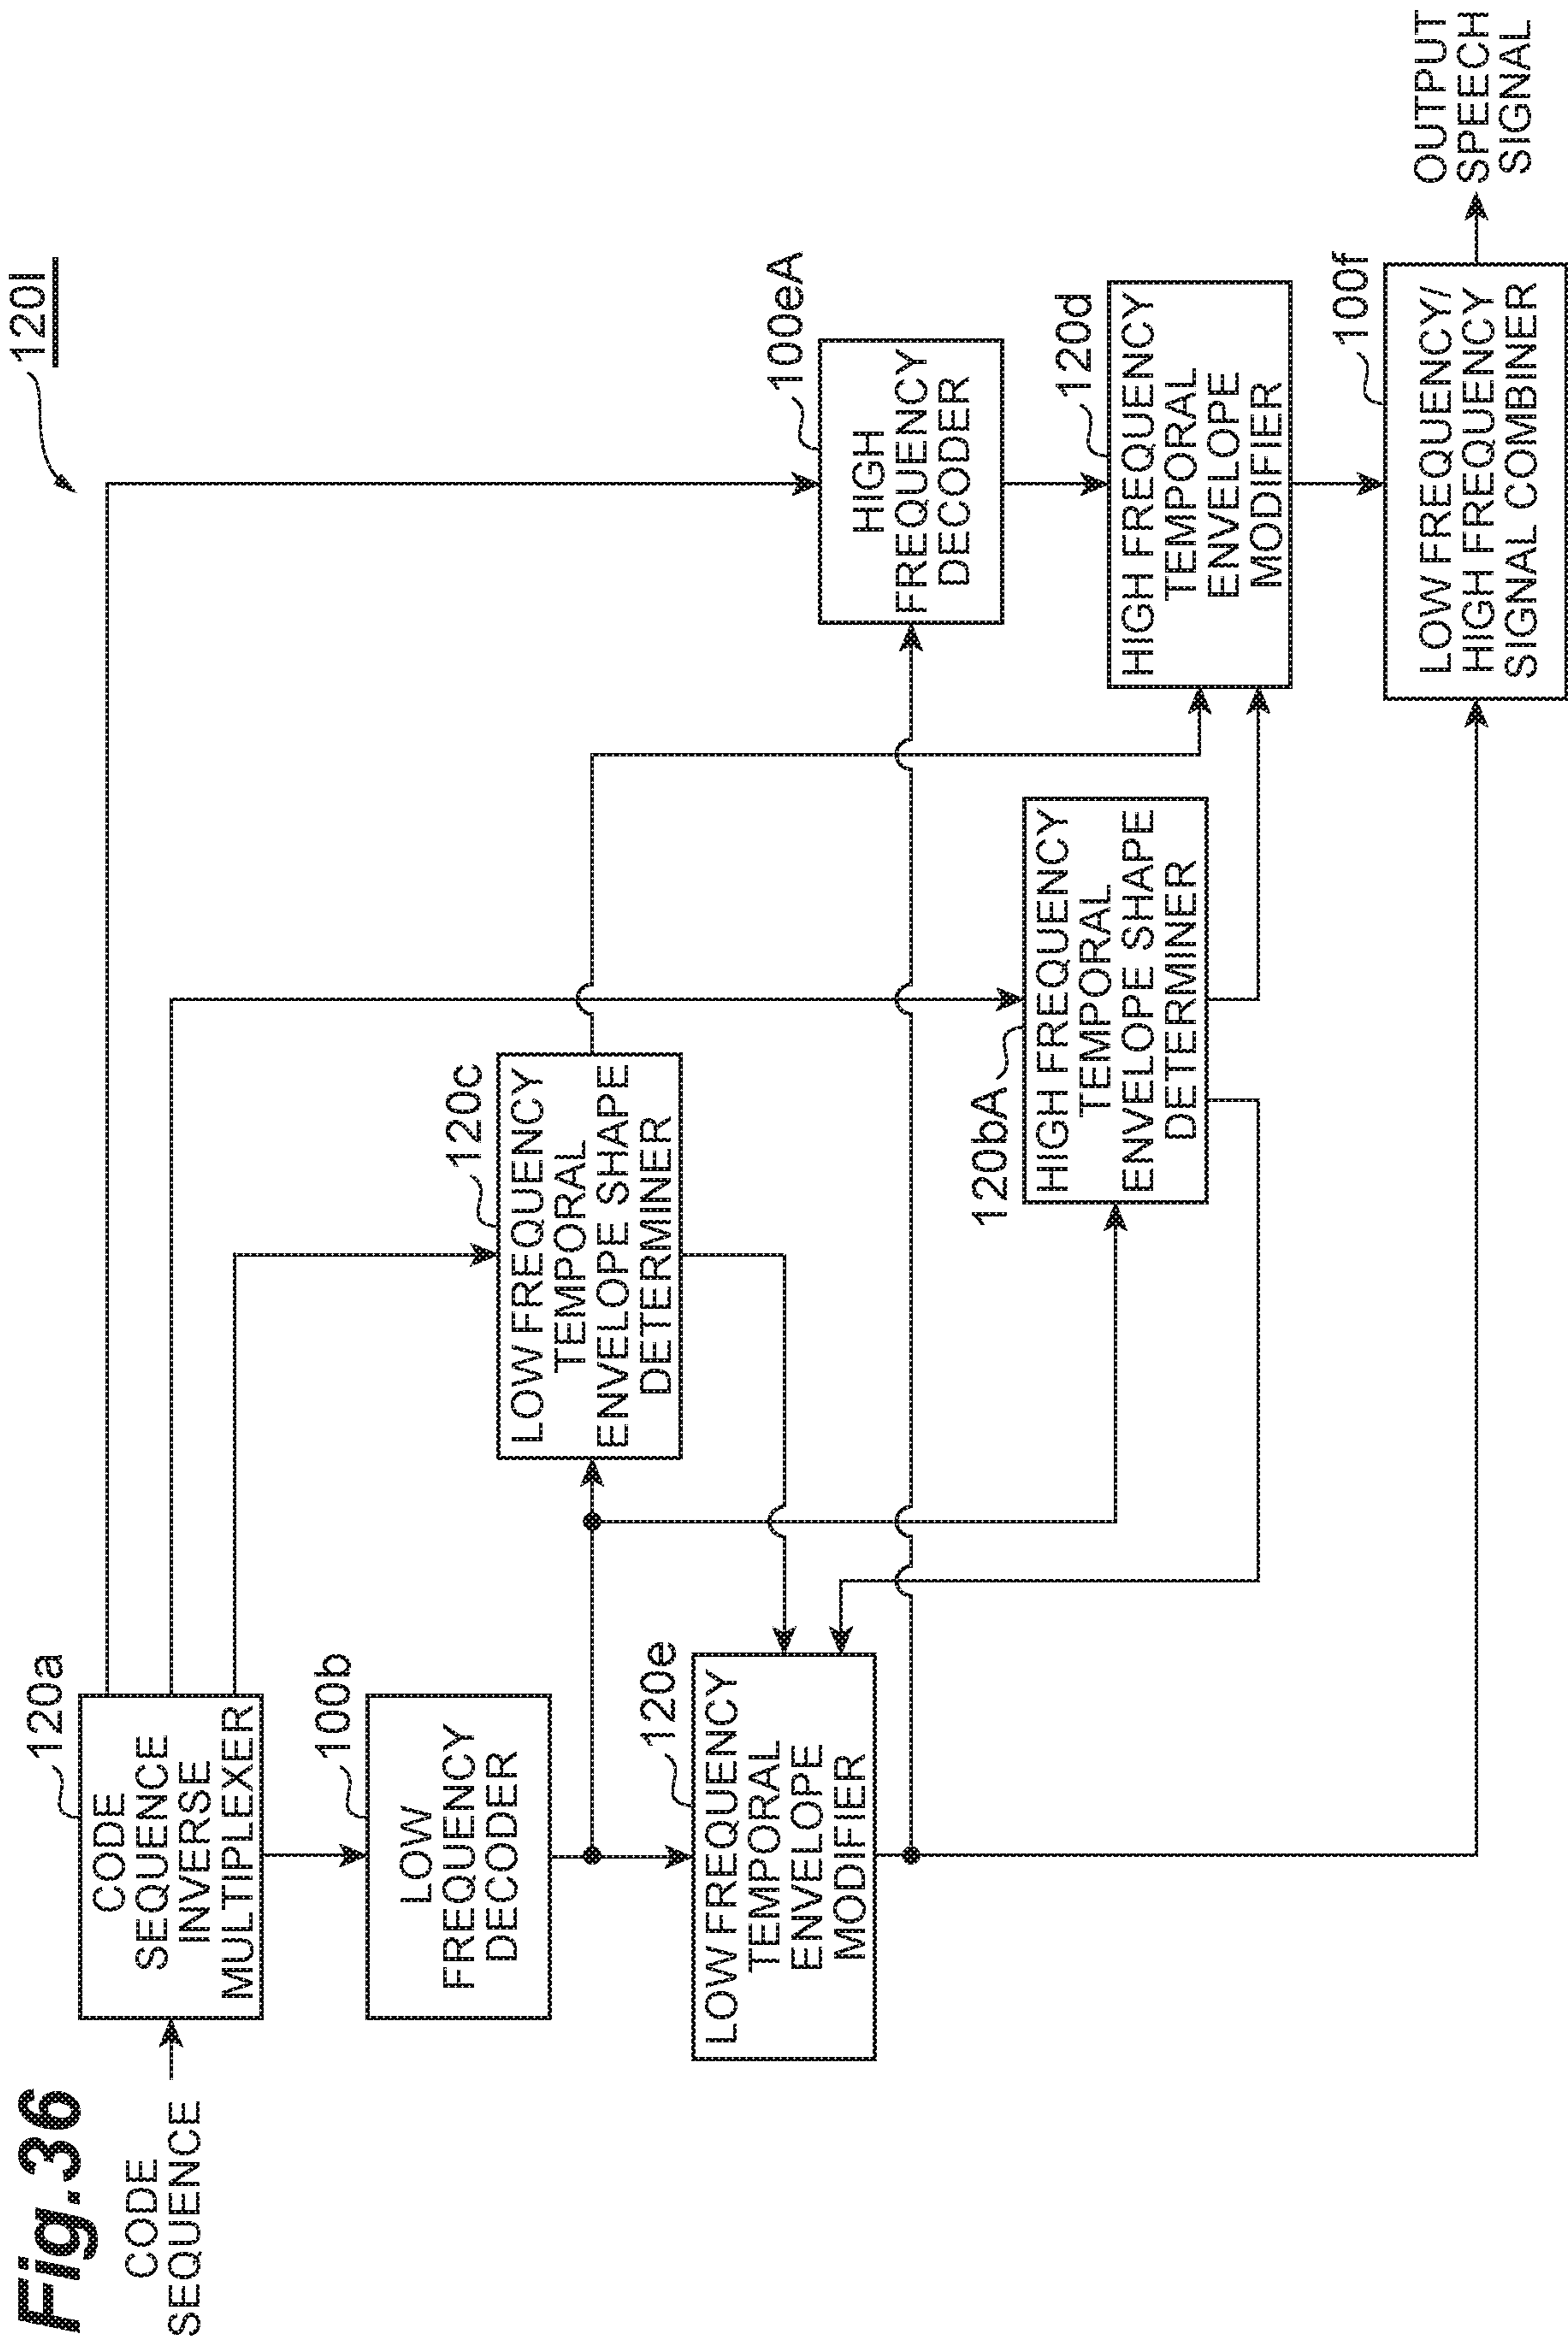 Fig.36
120I
CODE
SEQUENCE
120a
CODE
SEQUENCE
INVERSE
MULTIPLEXER
100b
LOW
FREQUENCY
DECODER
120c
LOW FREQUENCY
TEMPORAL
ENVELOPE SHAPE
DETERMINER
120e
LOW FREQUENCY
TEMPORAL
ENVELOPE
MODIFIER
100eA
HIGH
FREQUENCY
DECODER
120bA
HIGH FREQUENCY
TEMPORAL
ENVELOPE SHAPE
DETERMINER
120d
HIGH FREQUENCY
TEMPORAL
ENVELOPE
MODIFIER
100f
LOW FREQUENCY/
HIGH FREQUENCY
SIGNAL COMBINER
OUTPUT
SPEECH
SIGNAL